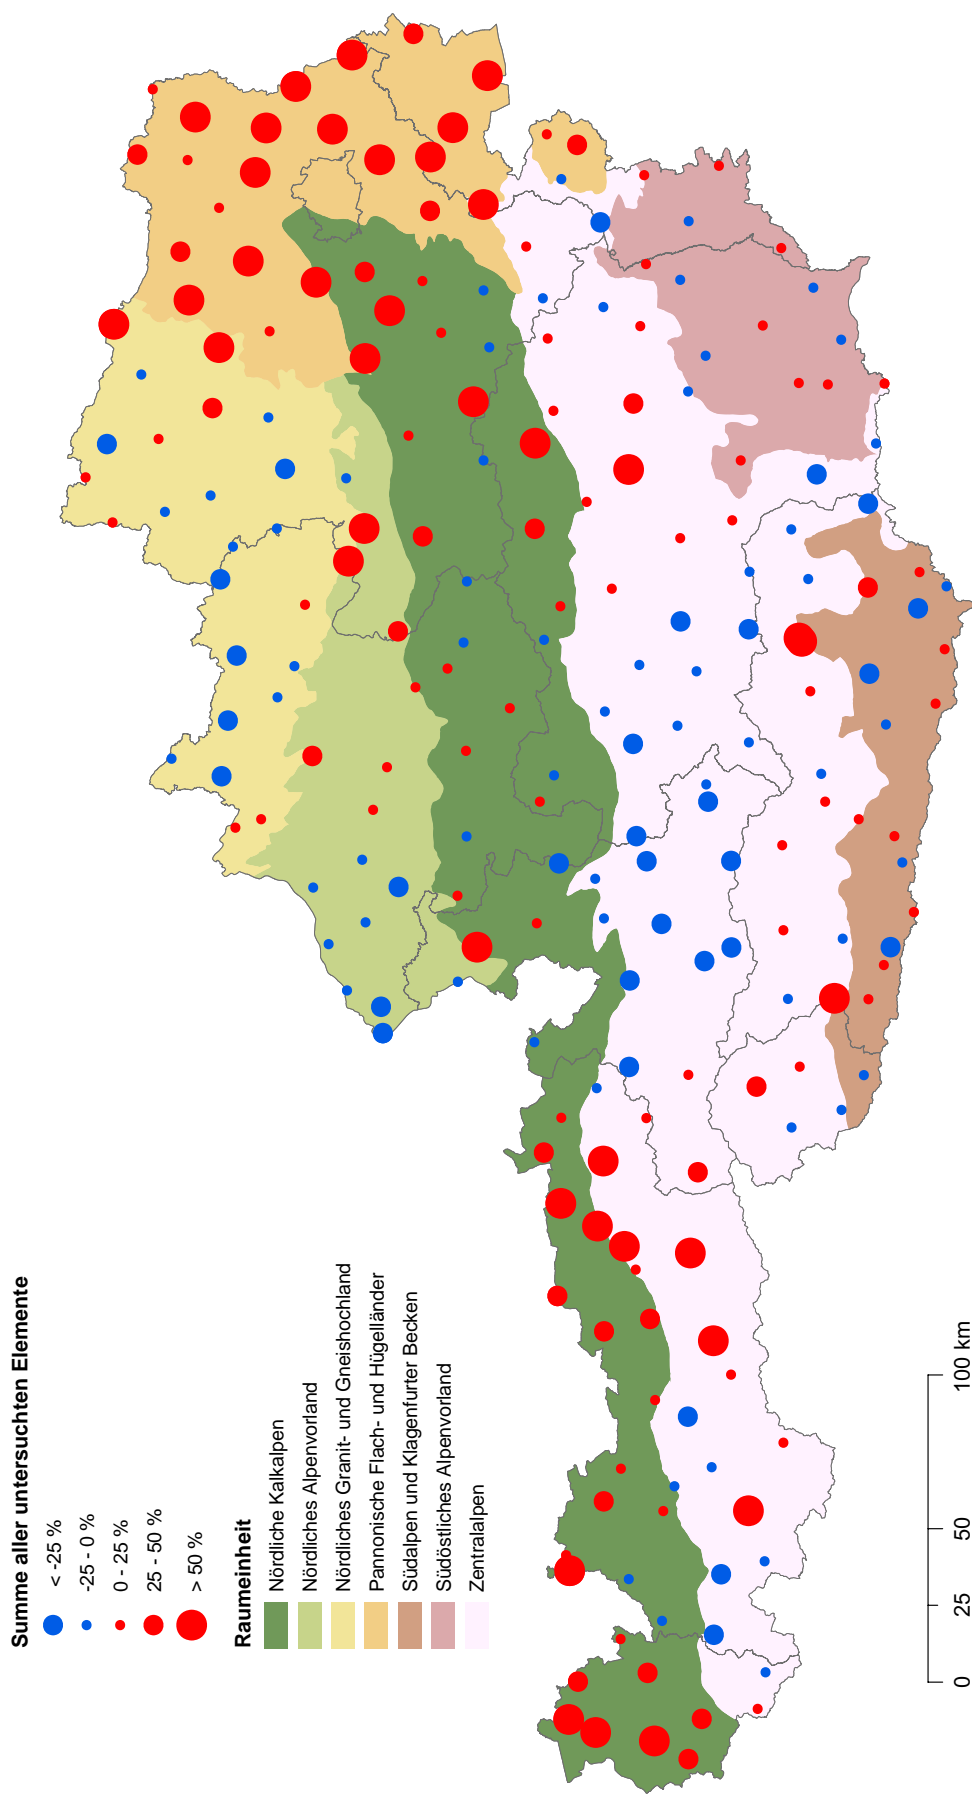 Summe aller untersuchten Elemente
< -25 %
-25 - 0 %
0 - 25 %
25 - 50 %
> 50 %
Raumeinheit
Nördliche Kalkalpen
Nördliches Alpenvorland
Nördliches Granit- und Gneishochland
Pannonische Flach- und Hügelländer
Südalpen und Klagenfurter Becken
Südöstliches Alpenvorland
Zentralalpen
0 25 50 100 km